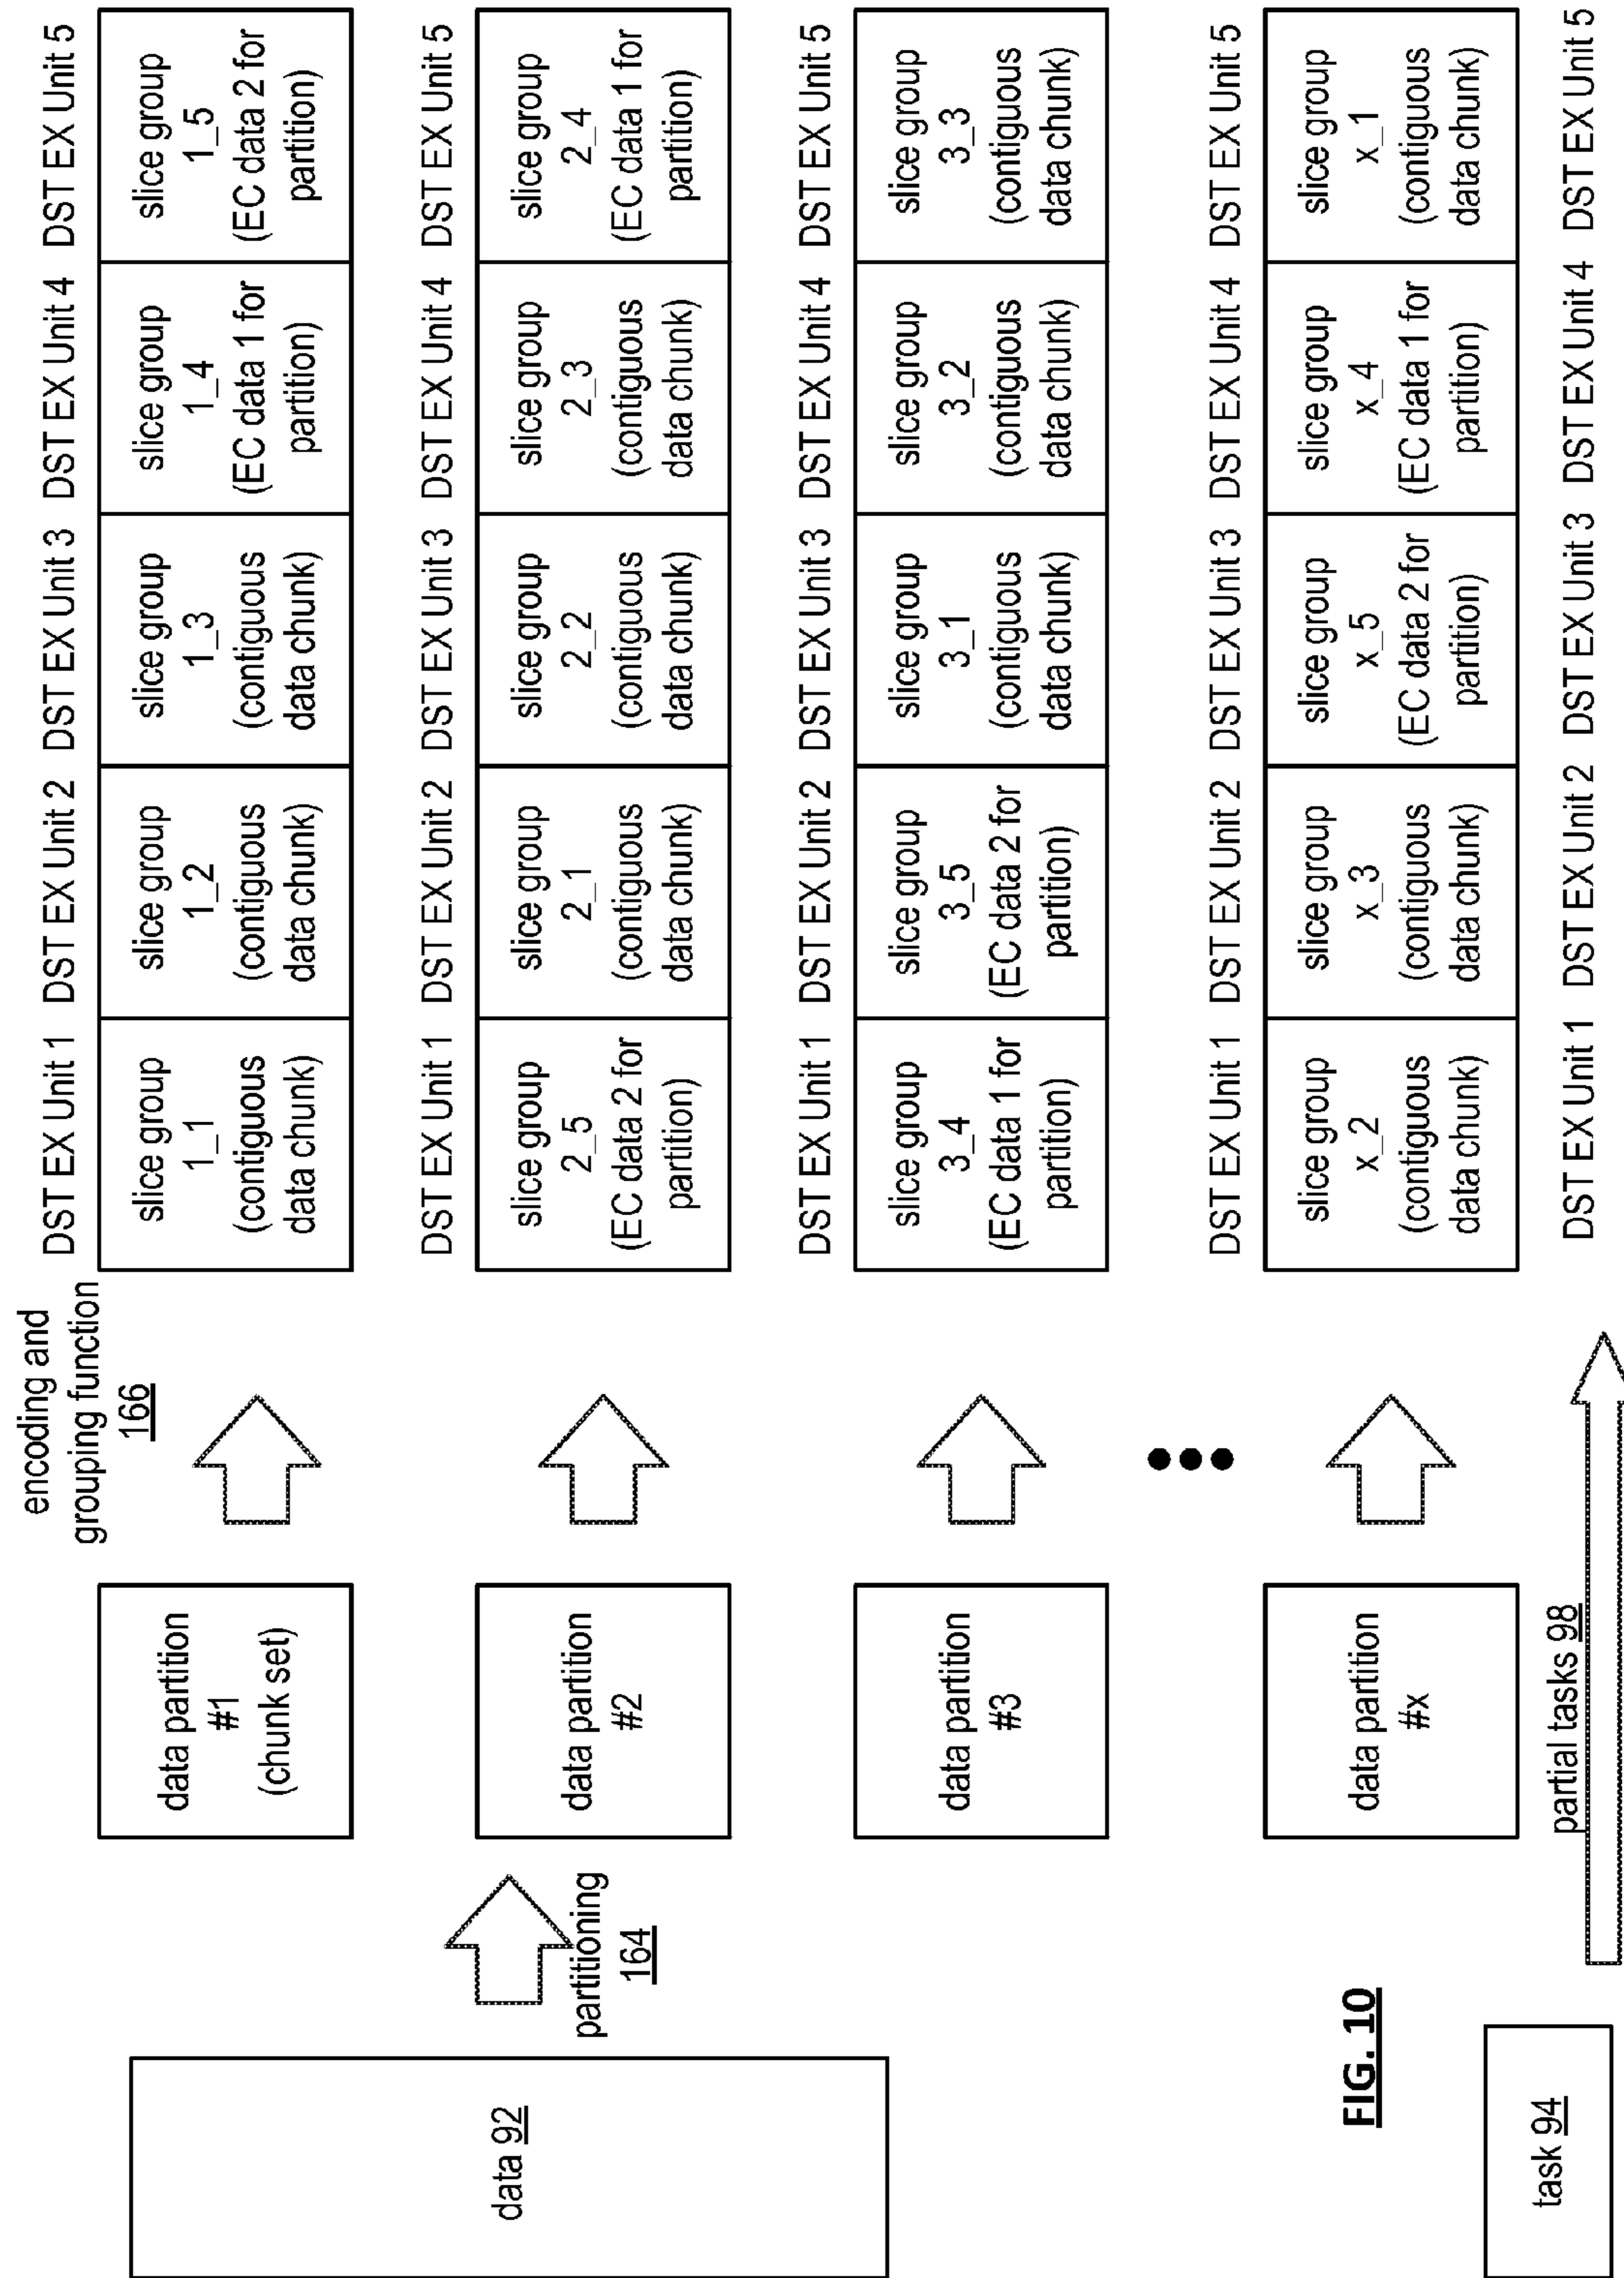 data 92
partitioning
164
data partition
#1
(chunk set)
encoding and
grouping function
166
DST EX Unit 1
DST EX Unit 2
DST EX Unit 3
DST EX Unit 4
DST EX Unit 5
slice group
1_1
(contiguous
data chunk)
slice group
1_2
(contiguous
data chunk)
slice group
1_3
(contiguous
data chunk)
slice group
1_4
(EC data 1 for
partition)
slice group
1_5
(EC data 2 for
partition)
data partition
#2
DST EX Unit 1
DST EX Unit 2
DST EX Unit 3
DST EX Unit 4
DST EX Unit 5
slice group
2_5
(EC data 2 for
partition)
slice group
2_1
(contiguous
data chunk)
slice group
2_2
(contiguous
data chunk)
slice group
2_3
(contiguous
data chunk)
slice group
2_4
(EC data 1 for
partition)
data partition
#3
DST EX Unit 1
DST EX Unit 2
DST EX Unit 3
DST EX Unit 4
DST EX Unit 5
slice group
3_4
(EC data 1 for
partition)
slice group
3_5
(EC data 2 for
partition)
slice group
3_1
(contiguous
data chunk)
slice group
3_2
(contiguous
data chunk)
slice group
3_3
(contiguous
data chunk)
data partition
#x
DST EX Unit 1
DST EX Unit 2
DST EX Unit 3
DST EX Unit 4
DST EX Unit 5
slice group
x_2
(contiguous
data chunk)
slice group
x_3
(contiguous
data chunk)
slice group
x_5
(EC data 2 for
partition)
slice group
x_4
(EC data 1 for
partition)
slice group
x_1
(contiguous
data chunk)
FIG. 10
task 94
partial tasks 98
DST EX Unit 1
DST EX Unit 2
DST EX Unit 3
DST EX Unit 4
DST EX Unit 5